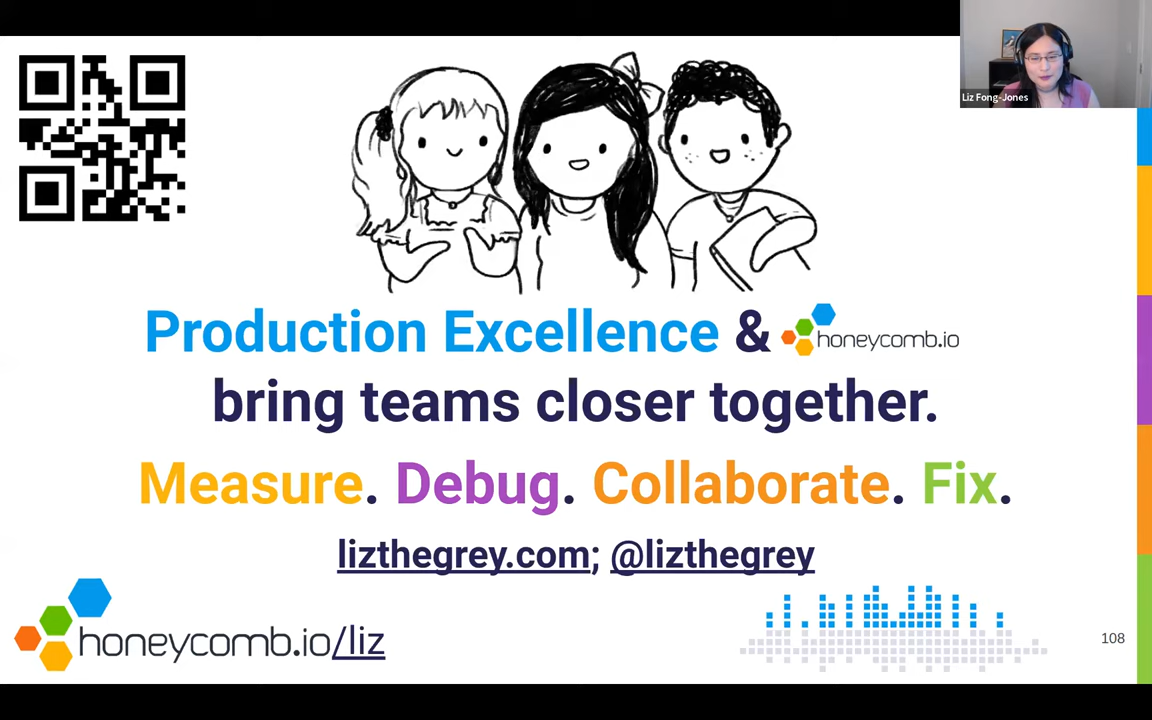 Liz Fong-Jones
Production Excellence & honeycomb.io
bring teams closer together.
Measure. Debug. Collaborate. Fix.
lizthegrey.com; @lizthegrey
honeycomb.io/liz
108